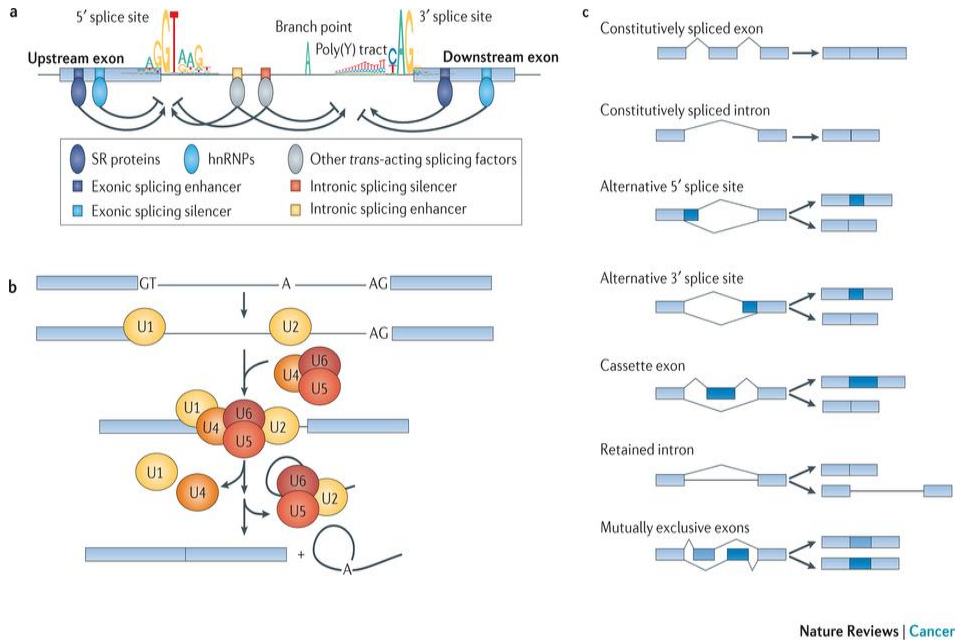 a
5′ splice site
Branch point
3′ splice site
Poly(Y) tract
Upstream exon
AGGTAAG
A
CAG
Downstream exon
SR proteins
hnRNPs
Other trans-acting splicing factors
Exonic splicing enhancer
Intronic splicing silencer
Exonic splicing silencer
Intronic splicing enhancer
b
GT
A
AG
U1
U2
AG
U4
U6
U5
U1
U4
U6
U5
U2
U1
U4
U6
U5
U2
+
A
c
Constitutively spliced exon
Constitutively spliced intron
Alternative 5′ splice site
Alternative 3′ splice site
Cassette exon
Retained intron
Mutually exclusive exons
Nature Reviews | Cancer